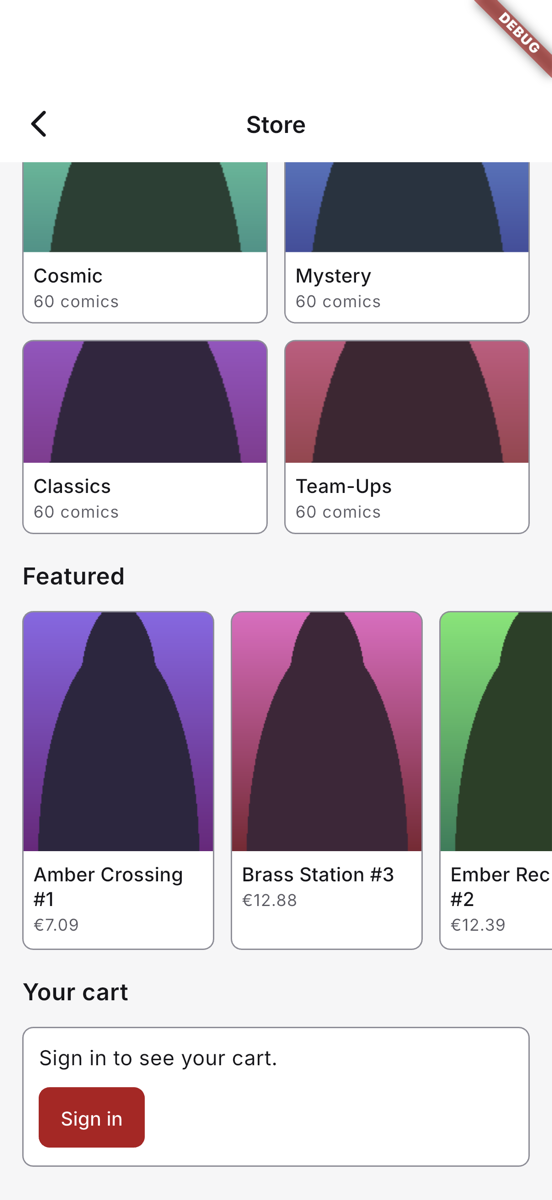 DEBUG
Store
Cosmic
60 comics
Mystery
60 comics
Classics
60 comics
Team-Ups
60 comics
Featured
Amber Crossing
#1
€7.09
Brass Station #3
€12.88
Ember Rec
#2
€12.39
Your cart
Sign in to see your cart.
Sign in